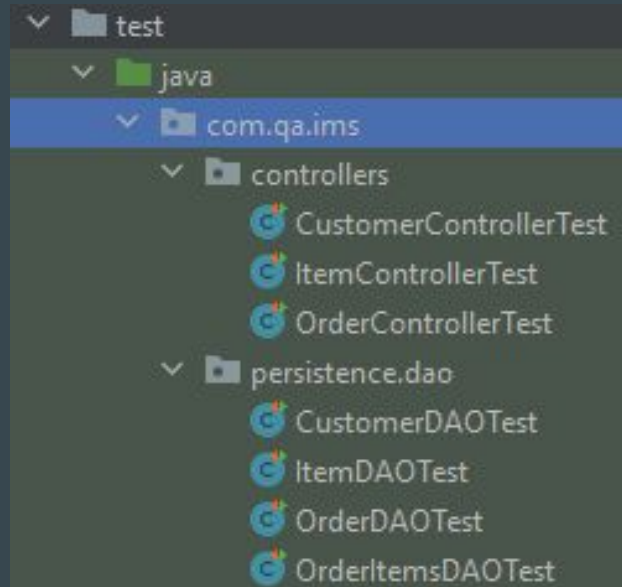 test
java
com.qa.ims
controllers
CustomerControllerTest
ItemControllerTest
OrderControllerTest
persistence.dao
CustomerDAOTest
ItemDAOTest
OrderDAOTest
OrderItemsDAOTest